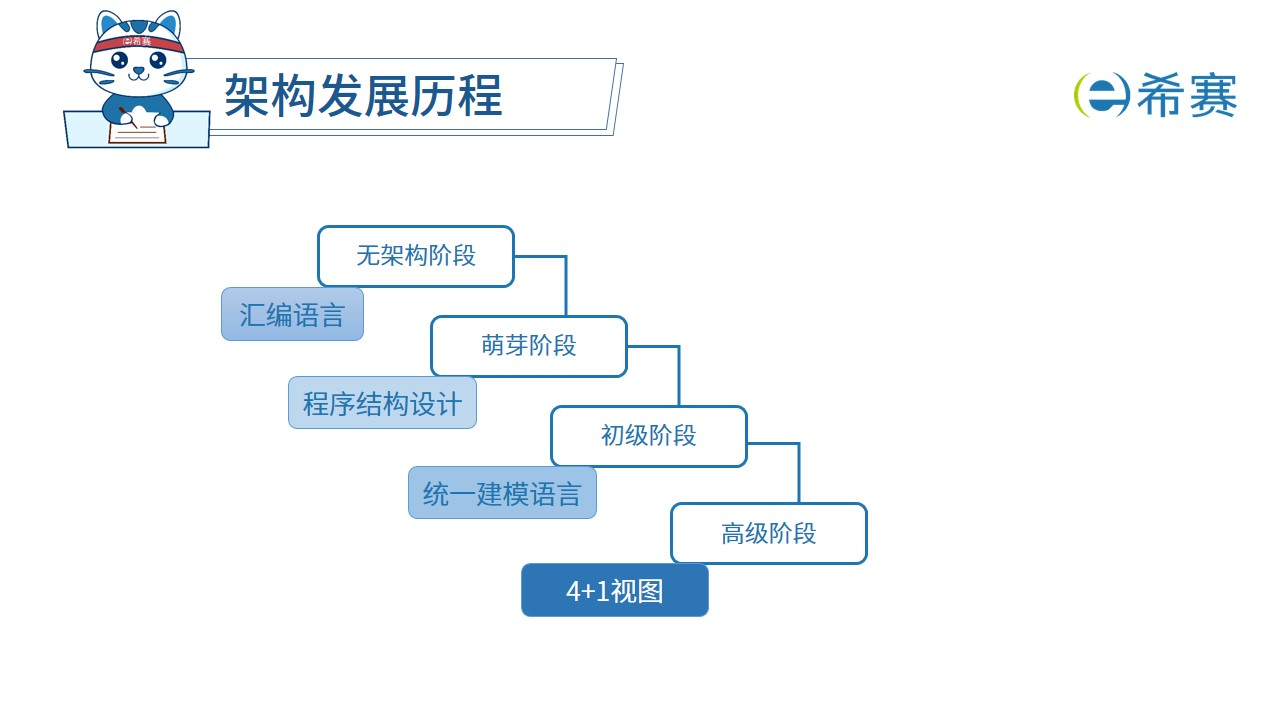 希赛
架构发展历程
希赛
无架构阶段
汇编语言
萌芽阶段
程序结构设计
初级阶段
统一建模语言
高级阶段
4+1视图